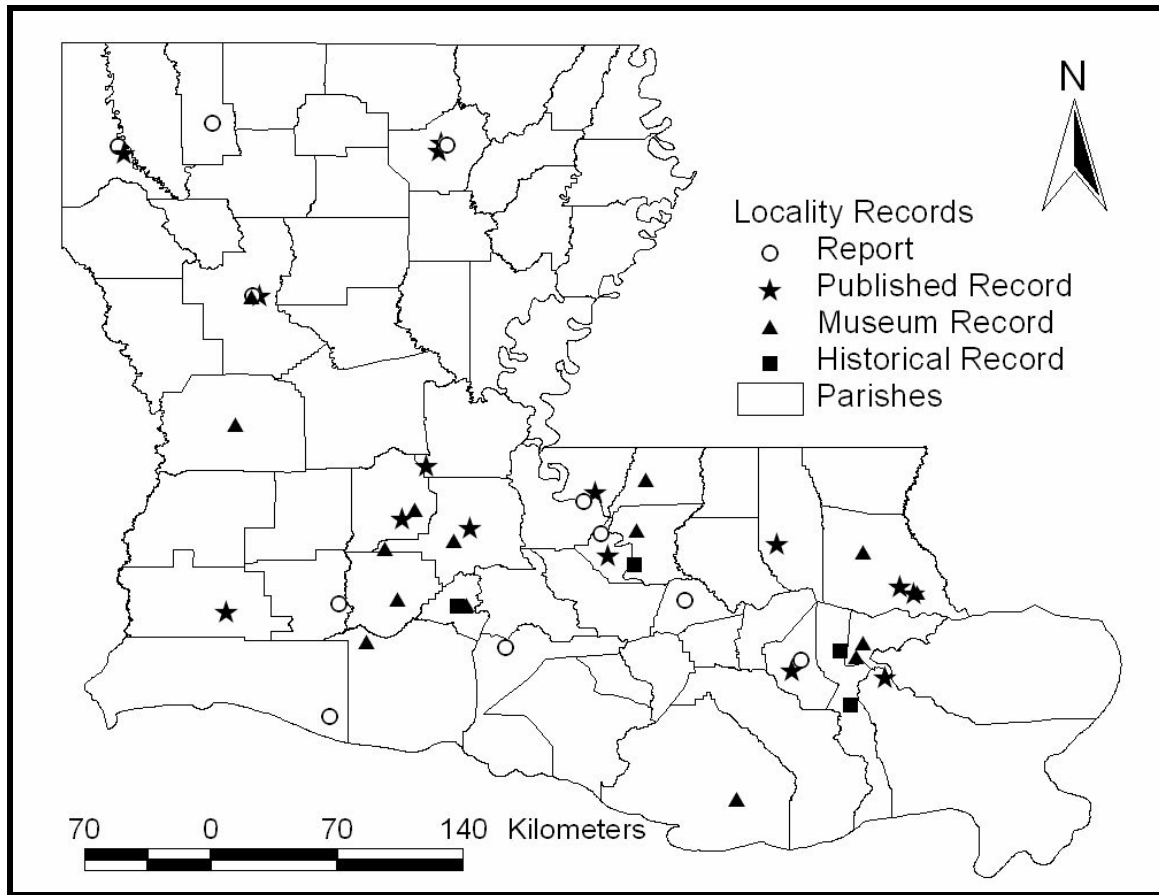 N
Locality Records
Report
Published Record
Museum Record
Historical Record
Parishes
70 0 70 140 Kilometers